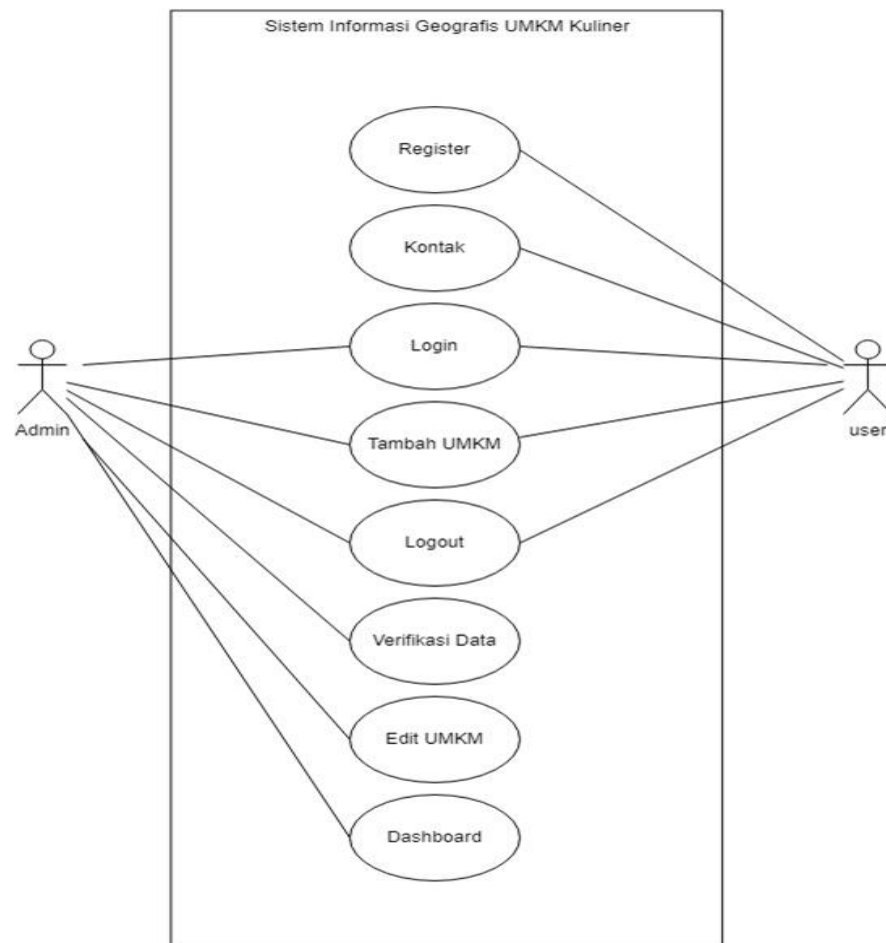 Sistem Informasi Geografis UMKM Kuliner
Register
Kontak
Login
Tambah UMKM
Logout
Verifikasi Data
Edit UMKM
Dashboard
Admin
user